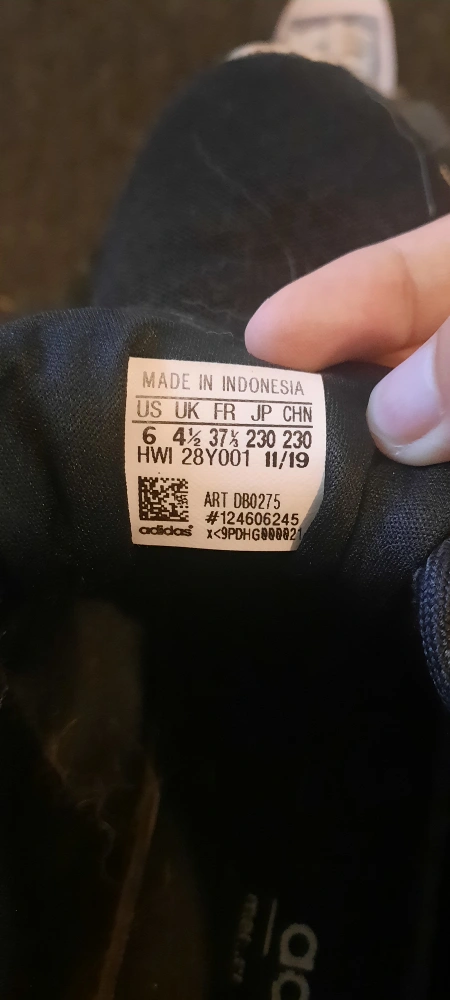 MADE IN INDONESIA
US UK FR JP CHN
6 4½ 37⅓ 230 230
HWI 28Y001 11/19
ART DB0275
#124606245
adidas x<9PDHG000021